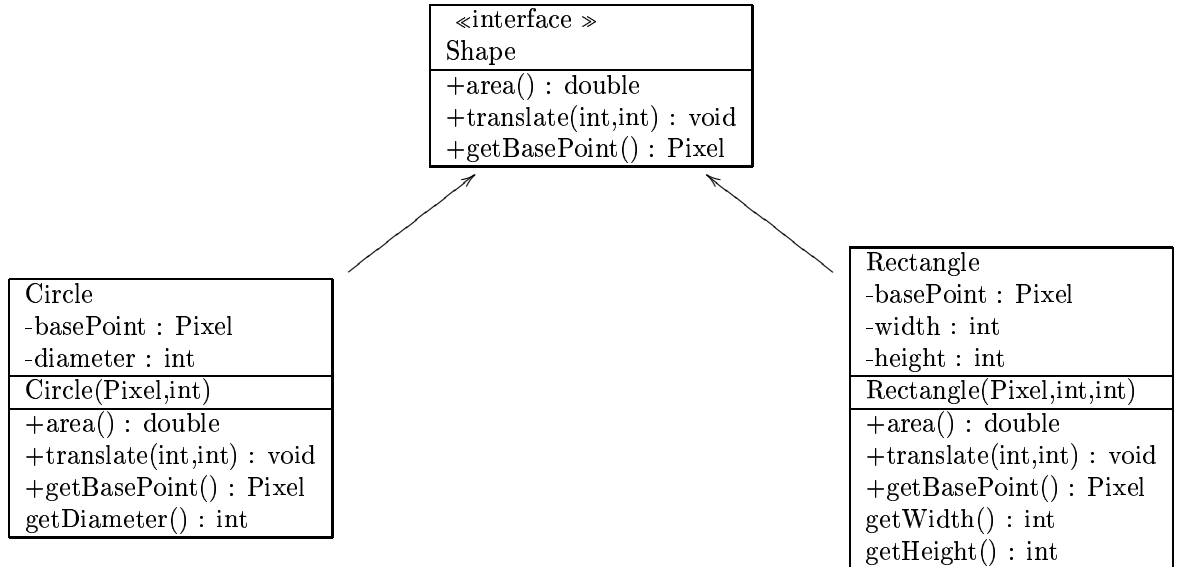 ≪interface ≫
Shape
+area() : double
+translate(int,int) : void
+getBasePoint() : Pixel
Circle
-basePoint : Pixel
-diameter : int
Circle(Pixel,int)
+area() : double
+translate(int,int) : void
+getBasePoint() : Pixel
getDiameter() : int
Rectangle
-basePoint : Pixel
-width : int
-height : int
Rectangle(Pixel,int,int)
+area() : double
+translate(int,int) : void
+getBasePoint() : Pixel
getWidth() : int
getHeight() : int